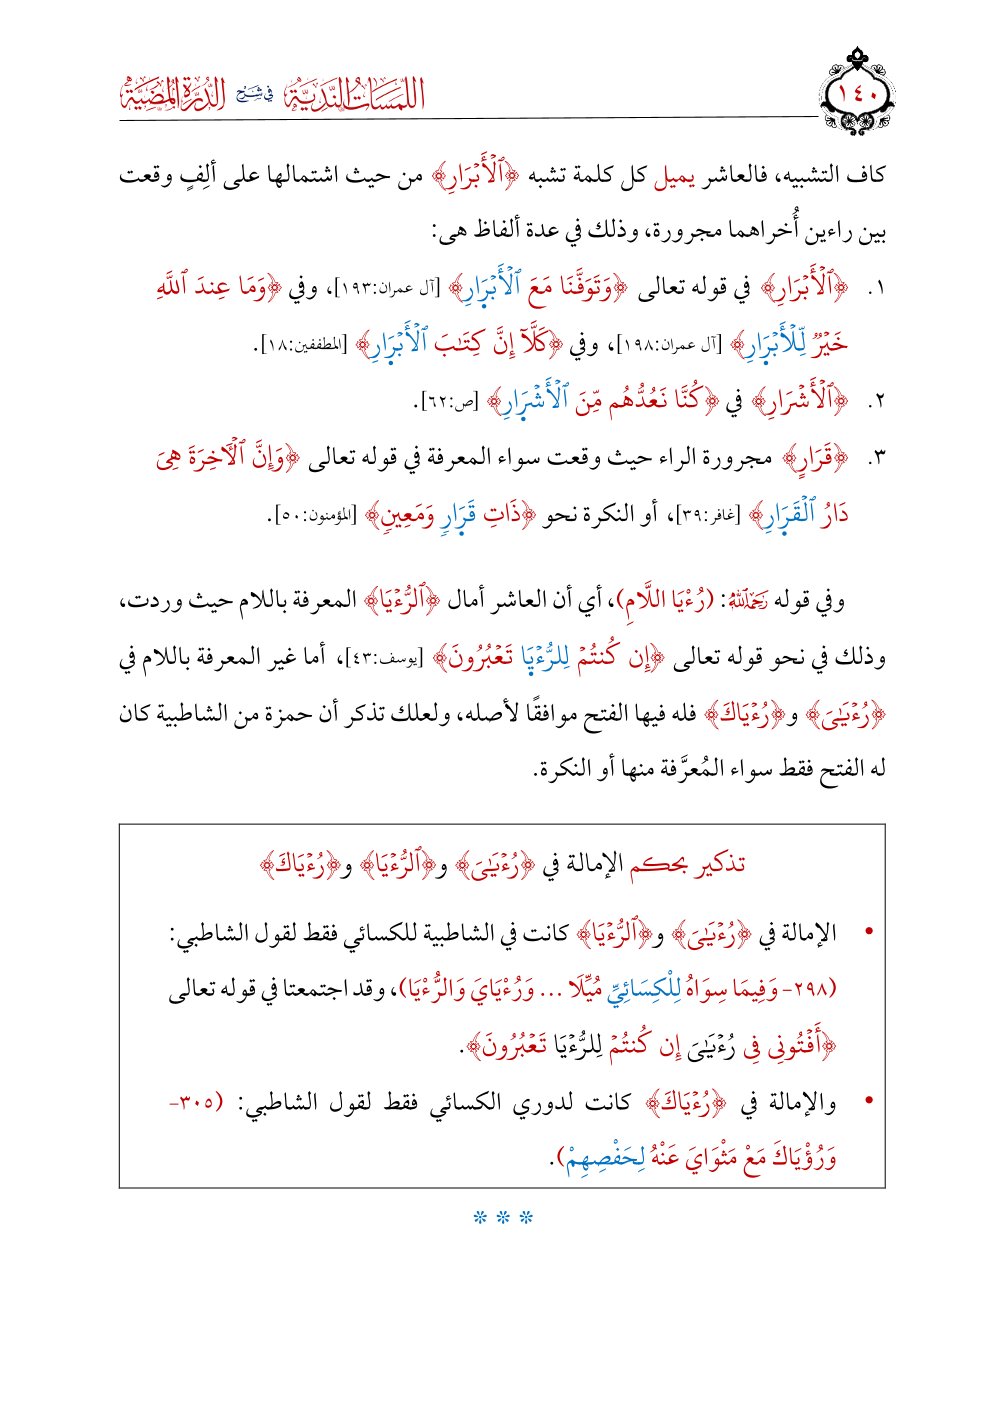 ١٤٠
اللمسات الندية في شرح الدرة المضية
كاف التشبيه، فالعاشر يميل كل كلمة تشبه ﴿ٱلۡأَبۡرَارِ﴾ من حيث اشتمالها على ألِفٍ وقعت
بين راءين أُخراهما مجرورة، وذلك في عدة ألفاظ هى:
١. ﴿ٱلۡأَبۡرَارِ﴾ في قوله تعالى ﴿وَتَوَفَّنَا مَعَ ٱلۡأَبۡرَارِ﴾ [آل عمران:١٩٣]، وفي ﴿وَمَا عِندَ ٱللَّهِ
خَيۡرٞ لِّلۡأَبۡرَارِ﴾ [آل عمران:١٩٨]، وفي ﴿كَلَّآ إِنَّ كِتَٰبَ ٱلۡأَبۡرَارِ﴾ [المطففين:١٨].
٢. ﴿ٱلۡأَشۡرَارِ﴾ في ﴿كُنَّا نَعُدُّهُم مِّنَ ٱلۡأَشۡرَارِ﴾ [ص:٦٢].
٣. ﴿قَرَارٍ﴾ مجرورة الراء حيث وقعت سواء المعرفة في قوله تعالى ﴿وَإِنَّ ٱلۡأٓخِرَةَ هِىَ
دَارُ ٱلۡقَرَارِ﴾ [غافر:٣٩]، أو النكرة نحو ﴿ذَاتِ قَرَارٖ وَمَعِينٖ﴾ [المؤمنون:٥٠].
وفي قوله رَحِمَهُ ٱللَّهُ: (رُءْيَا اللَّامِ)، أي أن العاشر أمال ﴿ٱلرُّءۡيَا﴾ المعرفة باللام حيث وردت،
وذلك في نحو قوله تعالى ﴿إِن كُنتُمۡ لِلرُّءۡيَا تَعۡبُرُونَ﴾ [يوسف:٤٣]، أما غير المعرفة باللام في
﴿رُءۡيَٰىَ﴾ و﴿رُءۡيَاكَ﴾ فله فيها الفتح موافقًا لأصله، ولعلك تذكر أن حمزة من الشاطبية كان
له الفتح فقط سواء المُعرَّفة منها أو النكرة.
تذكير بحكم الإمالة في ﴿رُءۡيَٰىَ﴾ و﴿ٱلرُّءۡيَا﴾ و﴿رُءۡيَاكَ﴾
• الإمالة في ﴿رُءۡيَٰىَ﴾ و﴿ٱلرُّءۡيَا﴾ كانت في الشاطبية للكسائي فقط لقول الشاطبي:
(٢٩٨- وَفِيمَا سِوَاهُ لِلْكِسَائِيِّ مُيِّلَا ... وَرُءْيَايَ وَالرُّءْيَا)، وقد اجتمعتا في قوله تعالى
﴿أَفۡتُونِى فِى رُءۡيَٰىَ إِن كُنتُمۡ لِلرُّءۡيَا تَعۡبُرُونَ﴾.
• والإمالة في ﴿رُءۡيَاكَ﴾ كانت لدوري الكسائي فقط لقول الشاطبي: (٣٠٥-
وَرُؤْيَاكَ مَعْ مَثْوَايَ عَنْهُ لِحَفْصِهِمْ).
* * *